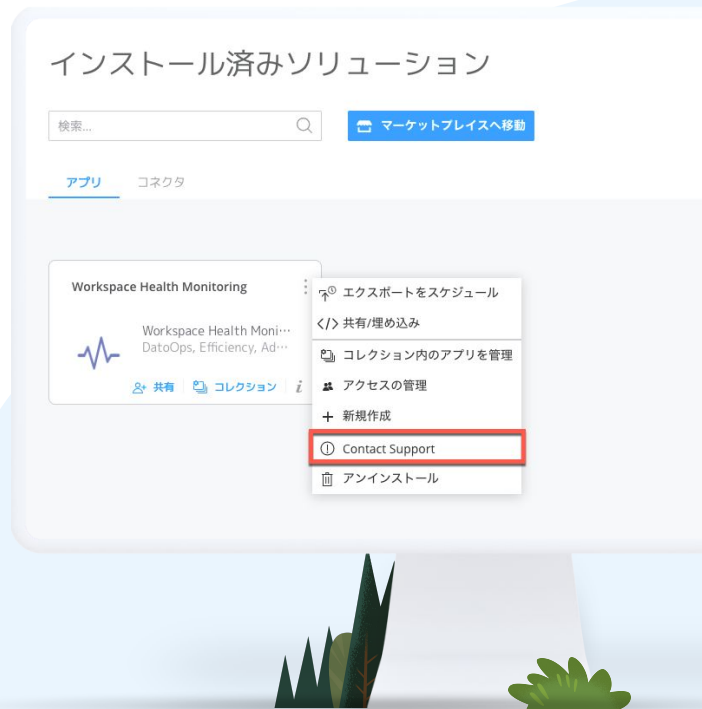 インストール済みソリューション
検索...
マーケットプレイスへ移動
アプリ
コネクタ
Workspace Health Monitoring
Workspace Health Moni…
DatoOps, Efficiency, Ad…
共有
コレクション
エクスポートをスケジュール
共有/埋め込み
コレクション内のアプリを管理
アクセスの管理
新規作成
Contact Support
アンインストール